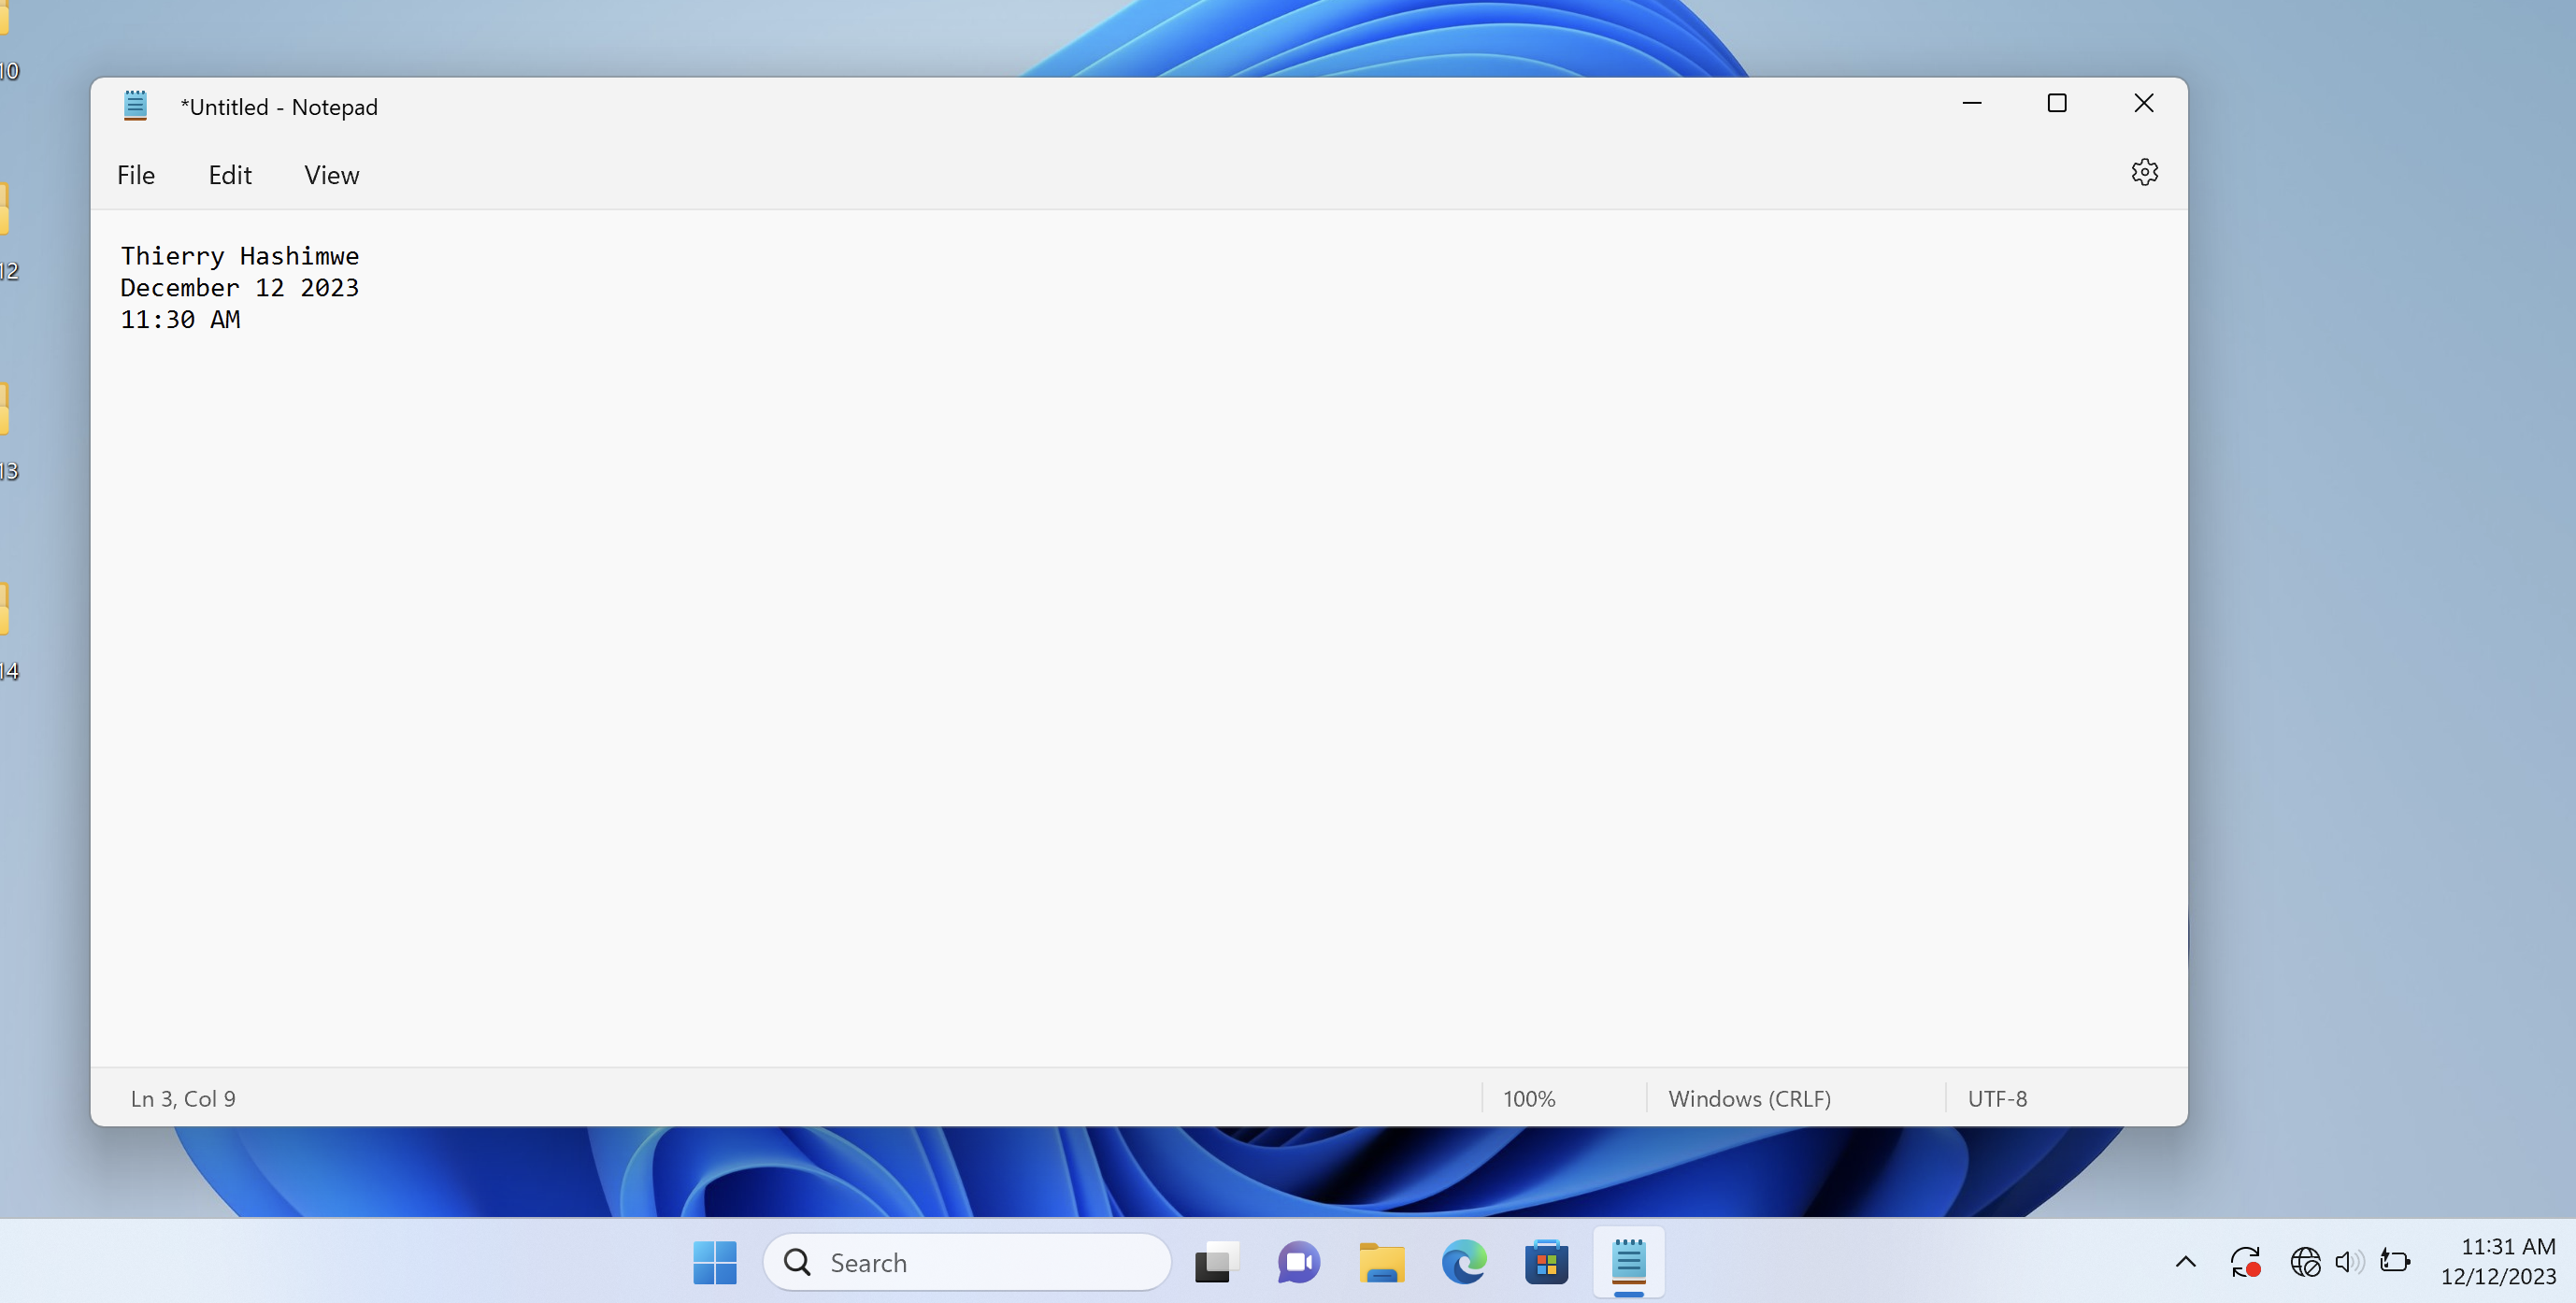 10
*Untitled - Notepad
File Edit View
12
Thierry Hashimwe
December 12 2023
11:30 AM
13
14
Ln 3, Col 9 100% Windows (CRLF) UTF-8
Search
11:31 AM
12/12/2023